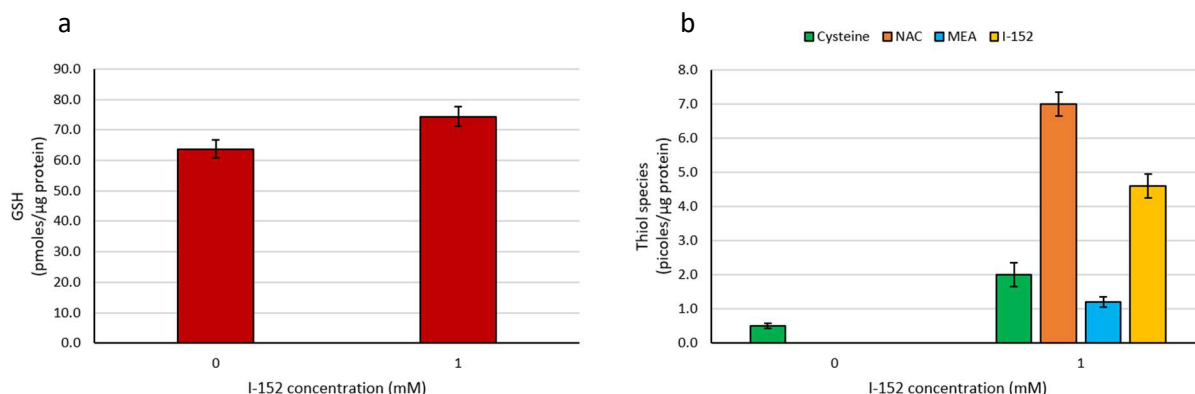 a
GSH
(pmoles/µg protein)
90.0
80.0
70.0
60.0
50.0
40.0
30.0
20.0
10.0
0.0
0 1
I-152 concentration (mM)
b
Cysteine NAC MEA I-152
Thiol species
(picoles/µg protein)
8.0
7.0
6.0
5.0
4.0
3.0
2.0
1.0
0.0
0 1
I-152 concentration (mM)